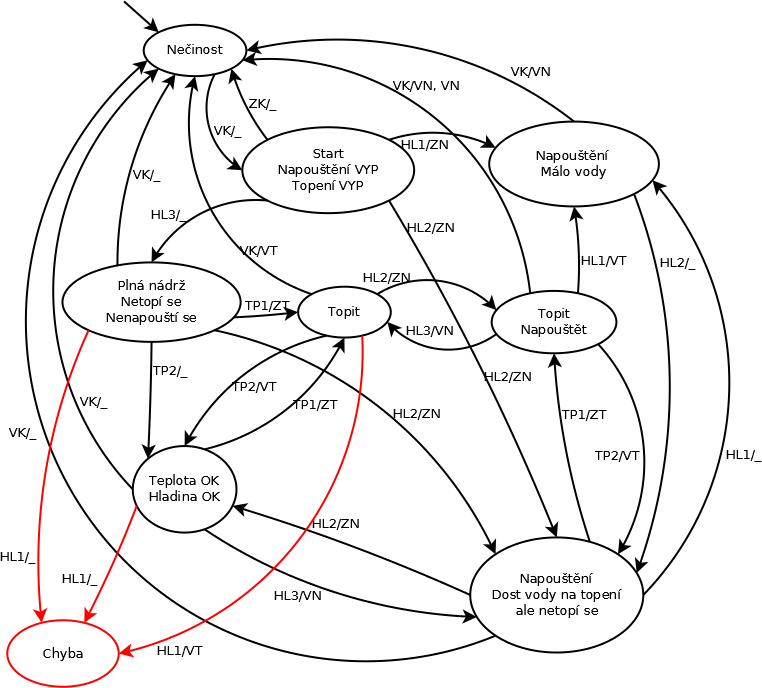 Nečinost
VK/VN
VK/VN, VN
ZK/_
VK/_
HL1/ZN
Start
Napouštění VYP
Topení VYP
Napouštění
Málo vody
VK/_
HL3/_
HL2/ZN
VK/VT
HL1/VT
HL2/_
HL2/ZN
Plná nádrž
Netopí se
Nenapouští se
TP1/ZT
Topit
Topit
Napouštět
HL3/VN
TP2/_
TP2/VT
HL2/ZN
VK/_
TP1/ZT
HL2/ZN
TP1/ZT
VK/_
TP2/VT
HL1/_
Teplota OK
Hladina OK
HL2/ZN
HL1/_
HL1/_
HL3/VN
Napouštění
Dost vody na topení
ale netopí se
Chyba
HL1/VT